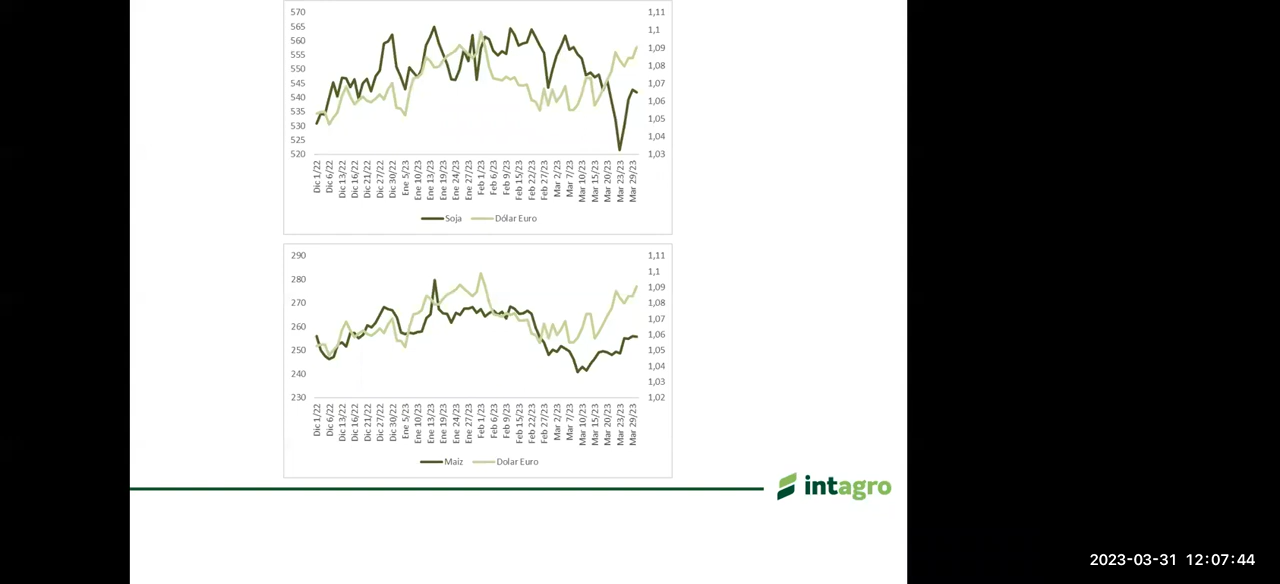 570
565
560
555
550
545
540
535
530
525
520
1,11
1,1
1,09
1,08
1,07
1,06
1,05
1,04
1,03
Dic 1/22
Dic 6/22
Dic 13/22
Dic 16/22
Dic 21/22
Dic 27/22
Dic 30/22
Ene 5/23
Ene 10/23
Ene 13/23
Ene 19/23
Ene 24/23
Ene 27/23
Feb 1/23
Feb 6/23
Feb 9/23
Feb 15/23
Feb 22/23
Feb 27/23
Mar 2/23
Mar 7/23
Mar 10/23
Mar 15/23
Mar 20/23
Mar 23/23
Mar 29/23
Soja Dólar Euro
290
280
270
260
250
240
230
1,11
1,1
1,09
1,08
1,07
1,06
1,05
1,04
1,03
1,02
Dic 1/22
Dic 6/22
Dic 13/22
Dic 16/22
Dic 21/22
Dic 27/22
Dic 30/22
Ene 5/23
Ene 10/23
Ene 13/23
Ene 19/23
Ene 24/23
Ene 27/23
Feb 1/23
Feb 6/23
Feb 9/23
Feb 15/23
Feb 22/23
Feb 27/23
Mar 2/23
Mar 7/23
Mar 10/23
Mar 15/23
Mar 20/23
Mar 23/23
Mar 29/23
Maíz Dolar Euro
intagro
2023-03-31 12:07:44